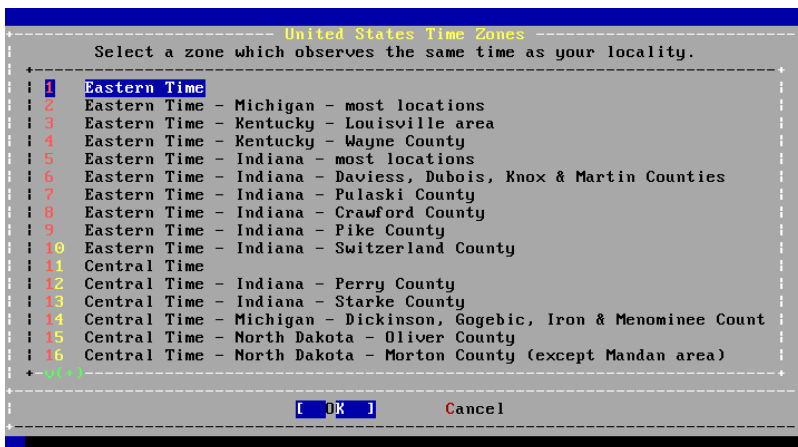 United States Time Zones
Select a zone which observes the same time as your locality.
1 Eastern Time
2 Eastern Time - Michigan - most locations
3 Eastern Time - Kentucky - Louisville area
4 Eastern Time - Kentucky - Wayne County
5 Eastern Time - Indiana - most locations
6 Eastern Time - Indiana - Daviess, Dubois, Knox & Martin Counties
7 Eastern Time - Indiana - Pulaski County
8 Eastern Time - Indiana - Crawford County
9 Eastern Time - Indiana - Pike County
10 Eastern Time - Indiana - Switzerland County
11 Central Time
12 Central Time - Indiana - Perry County
13 Central Time - Indiana - Starke County
14 Central Time - Michigan - Dickinson, Gogebic, Iron & Menominee Count
15 Central Time - North Dakota - Oliver County
16 Central Time - North Dakota - Morton County (except Mandan area)
v(+)
[ OK ] Cancel